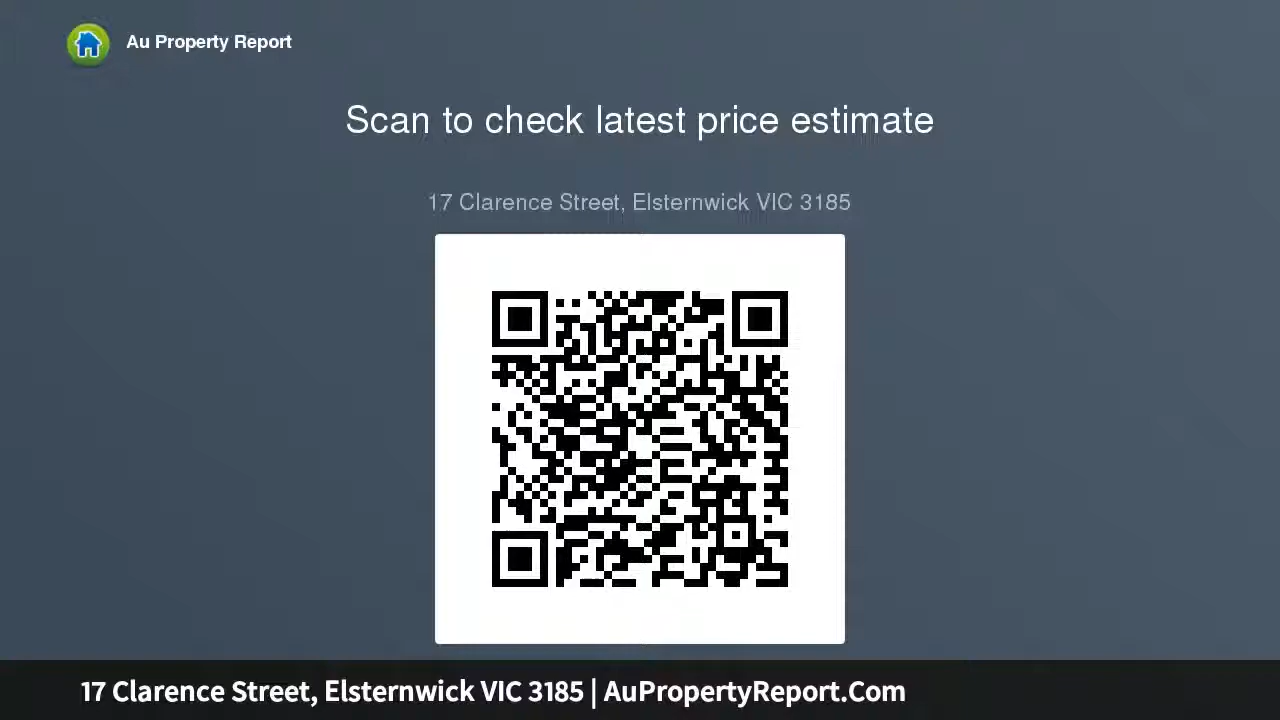 Au Property Report
Scan to check latest price estimate
17 Clarence Street, Elsternwick VIC 3185
17 Clarence Street, Elsternwick VIC 3185 | AuPropertyReport.Com